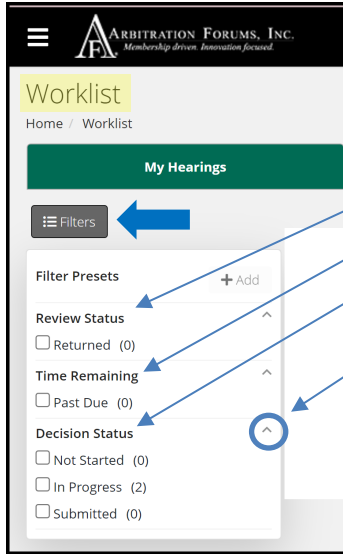 ARBITRATION FORUMS, INC.
Membership driven. Innovation focused.
Worklist
Home / Worklist
My Hearings
Filters
Filter Presets
+ Add
Review Status
Returned (0)
Time Remaining
Past Due (0)
Decision Status
Not Started (0)
In Progress (2)
Submitted (0)